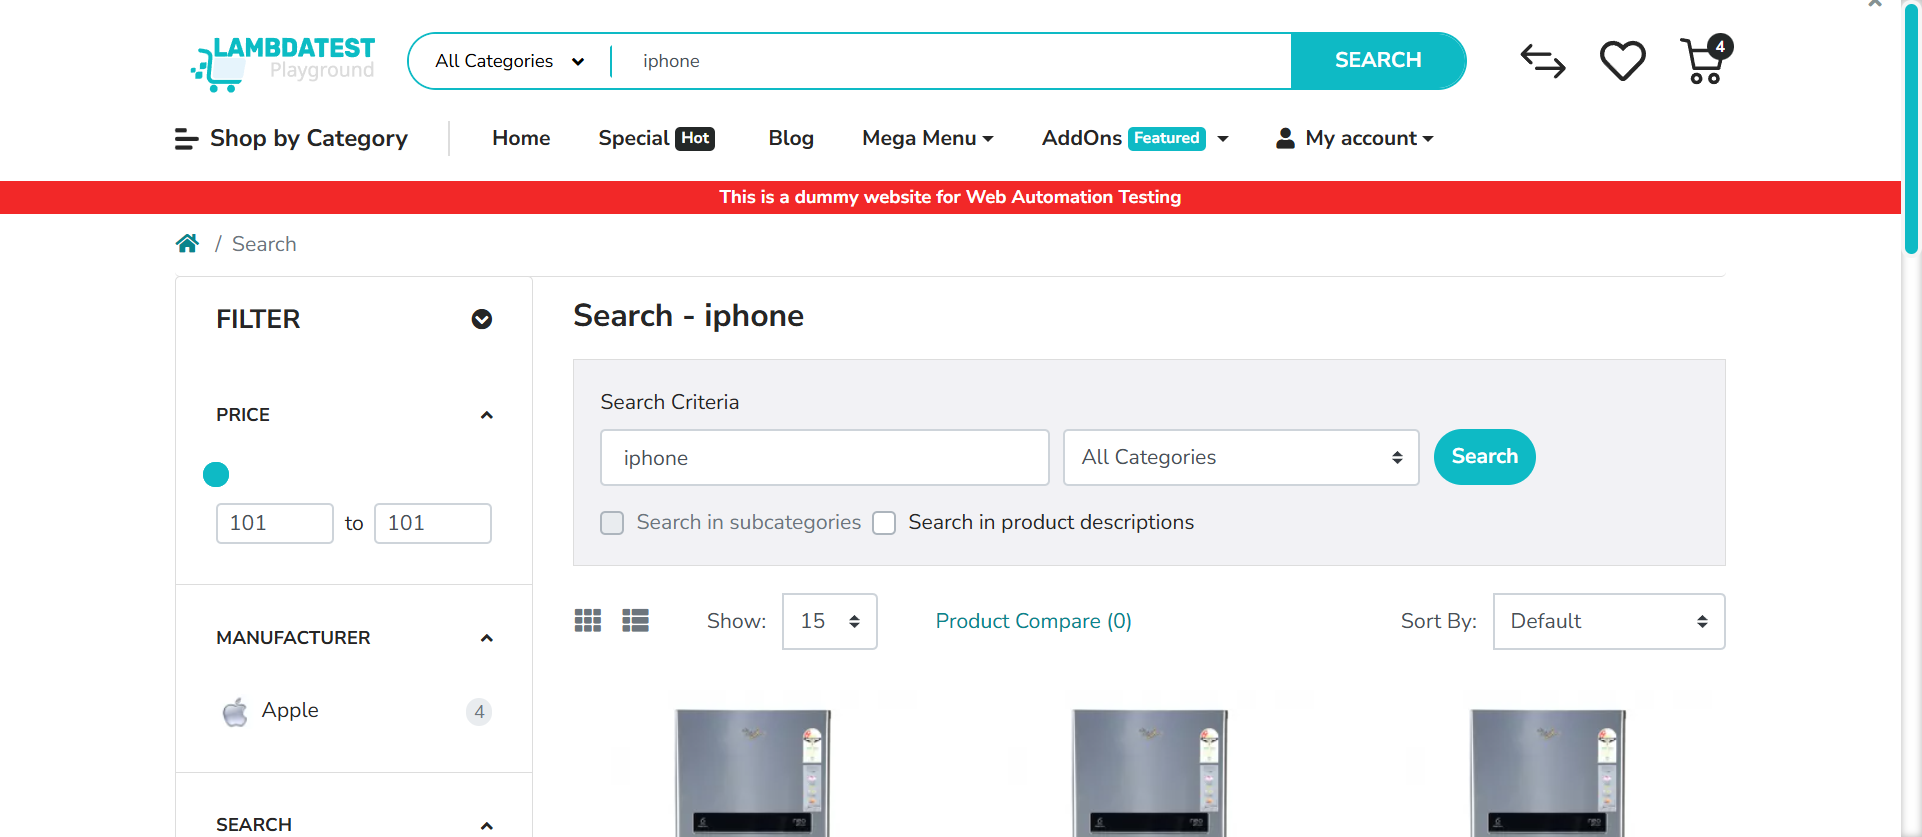 LAMBDATEST
Playground
All Categories
iphone
SEARCH
4
Shop by Category
Home
Special Hot
Blog
Mega Menu
AddOns Featured
My account
This is a dummy website for Web Automation Testing
/ Search
FILTER
PRICE
101 to 101
MANUFACTURER
Apple 4
SEARCH
Search - iphone
Search Criteria
iphone
All Categories
Search
Search in subcategories
Search in product descriptions
Show: 15
Product Compare (0)
Sort By: Default